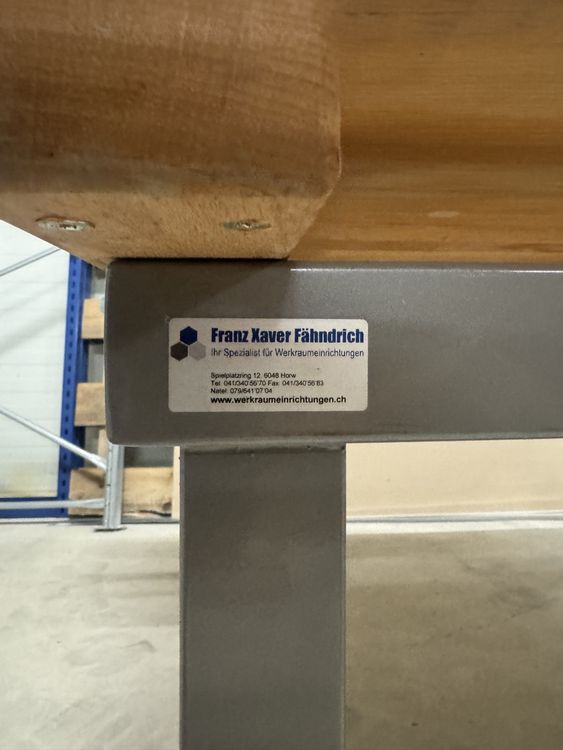 Franz Xaver Fähndrich
Ihr Spezialist für Werkraumeinrichtungen
Spielplatzring 12, 6048 Horw
Tel. 041/340'56'70 Fax: 041/340'56'83
Natel: 079/641'07'04
www.werkraumeinrichtungen.ch